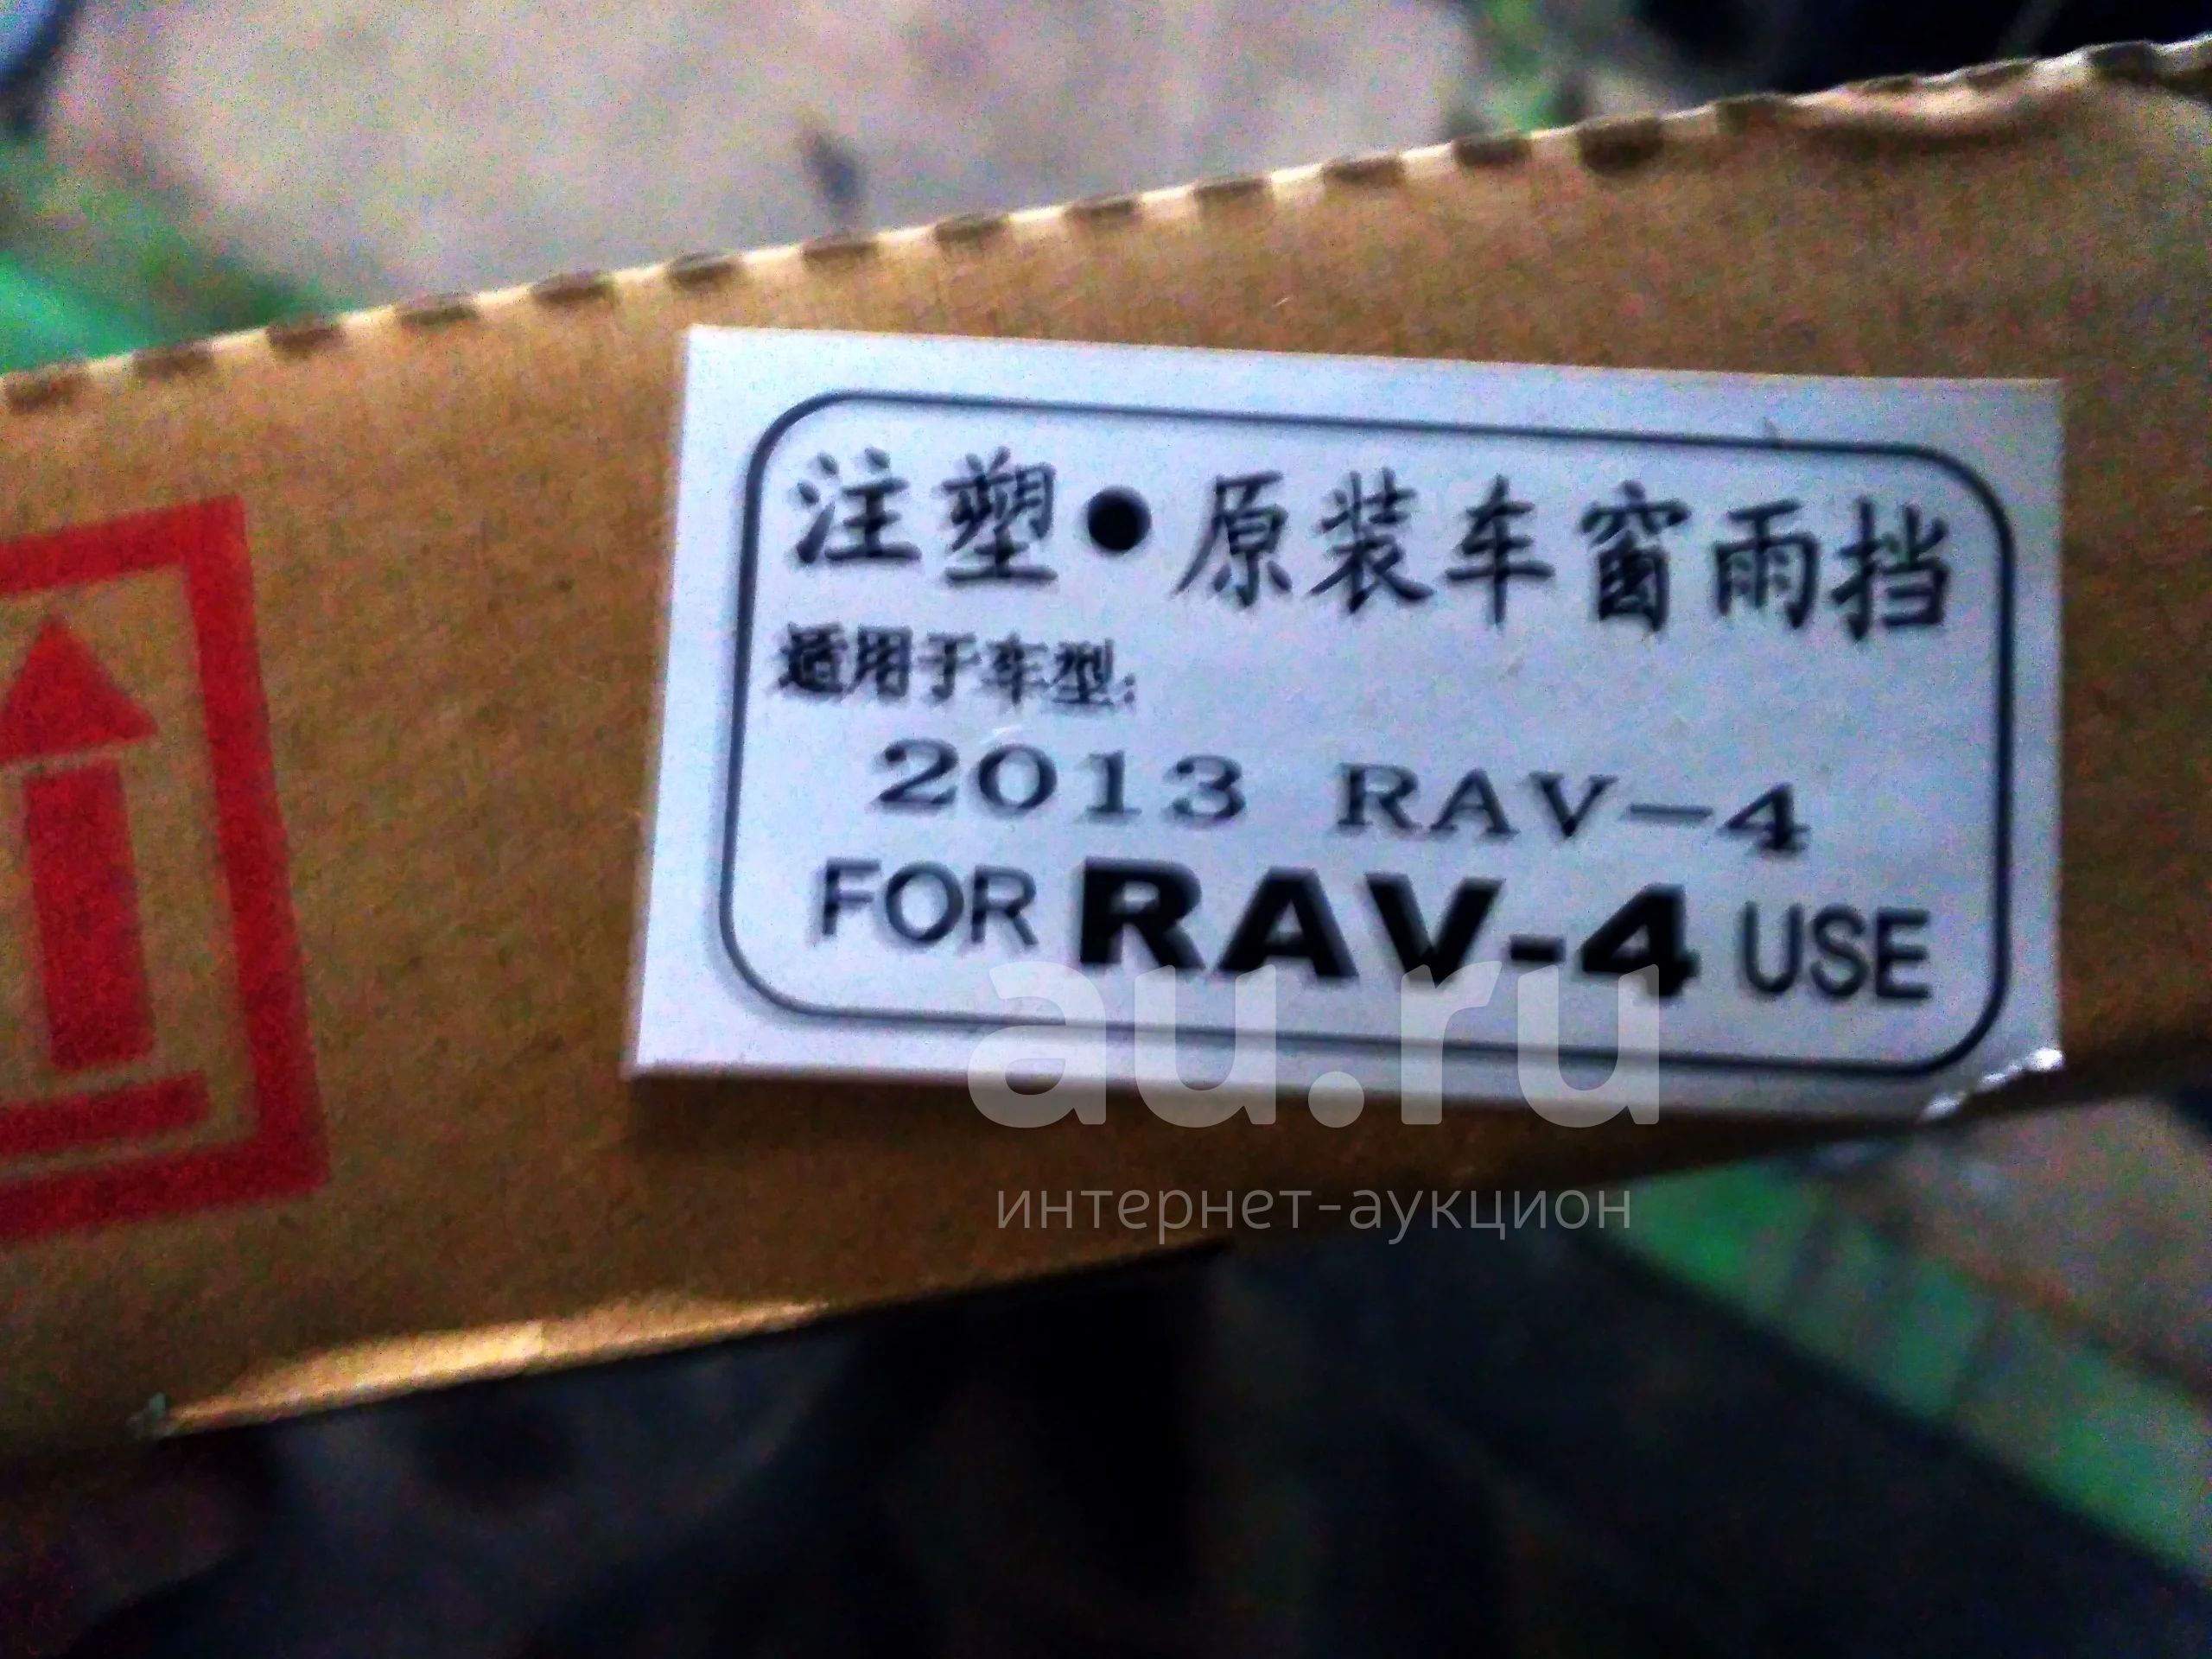 注塑●原装车窗雨挡
适用于车型:
2013 RAV-4
FOR RAV-4 USE
au.ru
интернет-аукцион